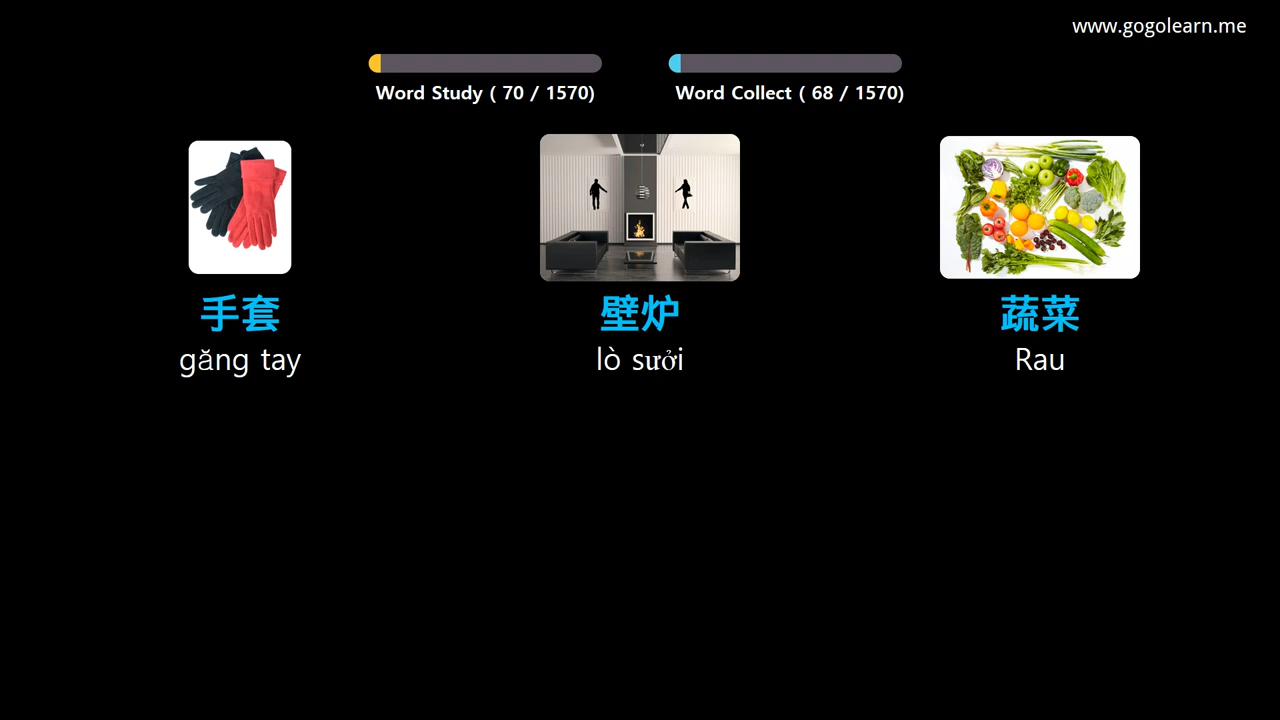 www.gogolearn.me
Word Study ( 70 / 1570)
Word Collect ( 68 / 1570)
手套
găng tay
壁炉
lò sưởi
蔬菜
Rau